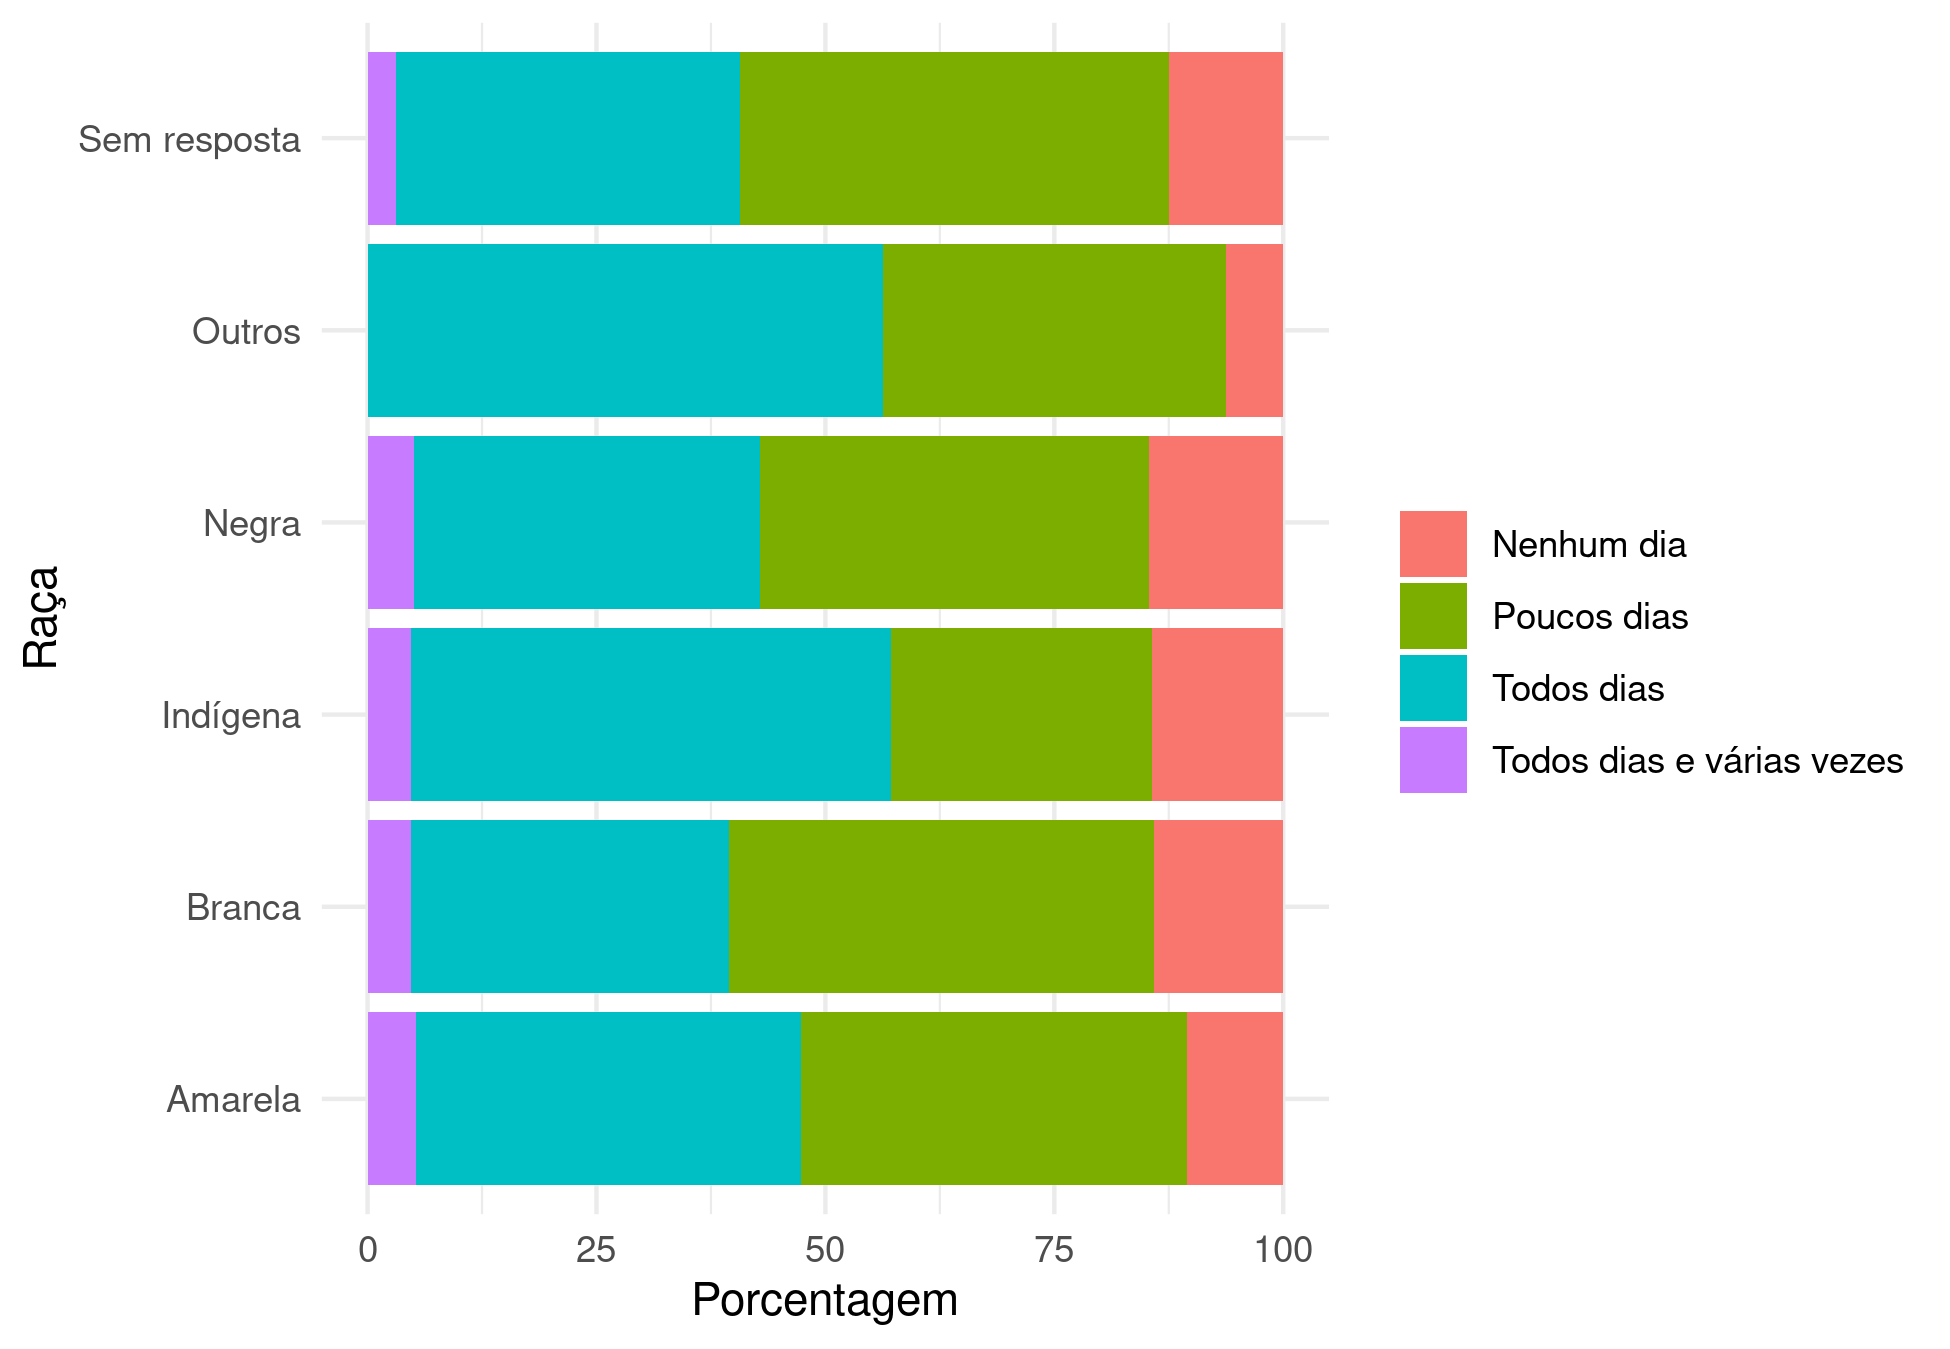 Sem resposta
Outros
Negra
Indígena
Branca
Amarela
Raça
0 25 50 75 100
Porcentagem
Nenhum dia
Poucos dias
Todos dias
Todos dias e várias vezes